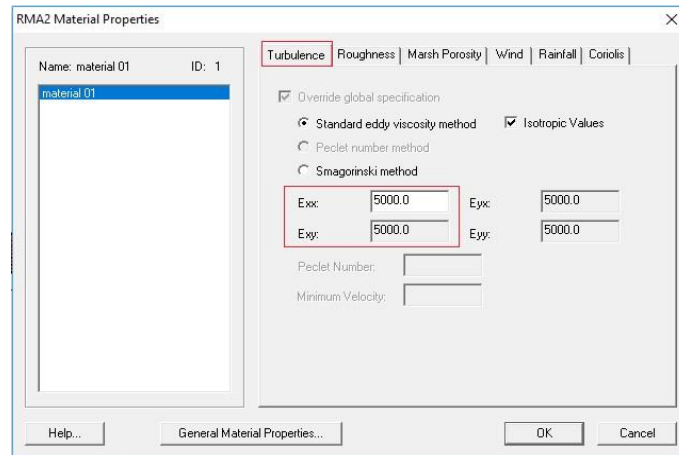 RMA2 Material Properties
Name: material 01 ID: 1
material 01
Turbulence Roughness Marsh Porosity Wind Rainfall Coriolis
Override global specification
Standard eddy viscosity method Isotropic Values
Peclet number method
Smagorinski method
Exx: 5000.0 Eyx: 5000.0
Exy: 5000.0 Eyy: 5000.0
Peclet Number:
Minimum Velocity:
Help... General Material Properties... OK Cancel